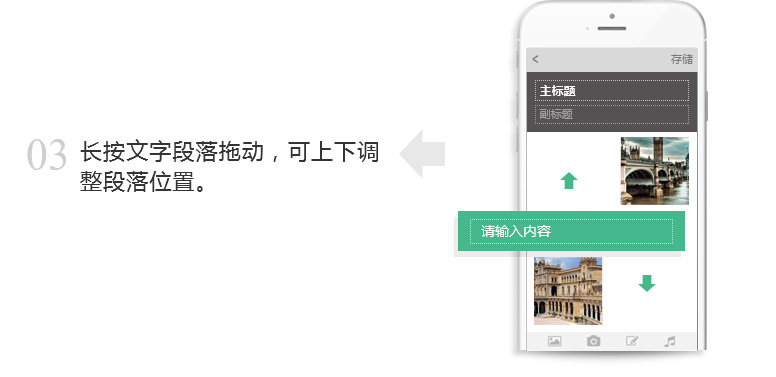 03
长按文字段落拖动，可上下调
整段落位置。
<
存储
主标题
副标题
请输入内容